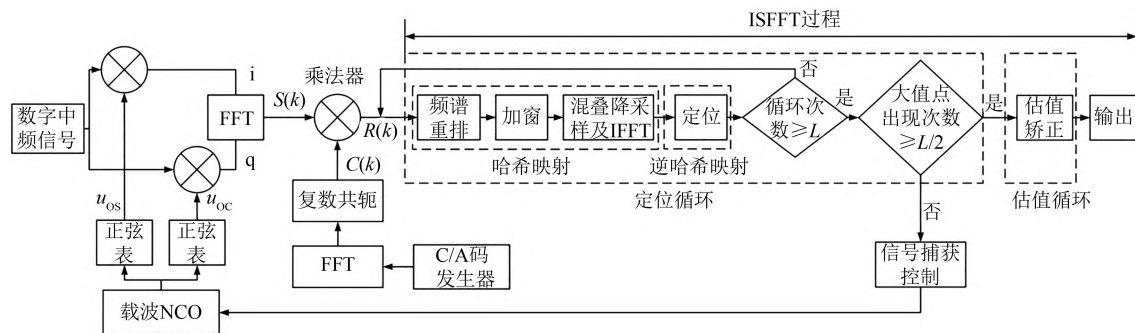 ISFFT过程
数字中
频信号
i
q
FFT
S(k)
乘法器
R(k)
C(k)
复数共轭
FFT
C/A码
发生器
频谱
重排
加窗
混叠降采
样及IFFT
哈希映射
定位
逆哈希映射
定位循环
否
循环次
数≥L
是
大值点
出现次数
≥L/2
是
否
估值
矫正
估值循环
输出
信号捕获
控制
uOS
uOC
正弦
表
正弦
表
载波NCO